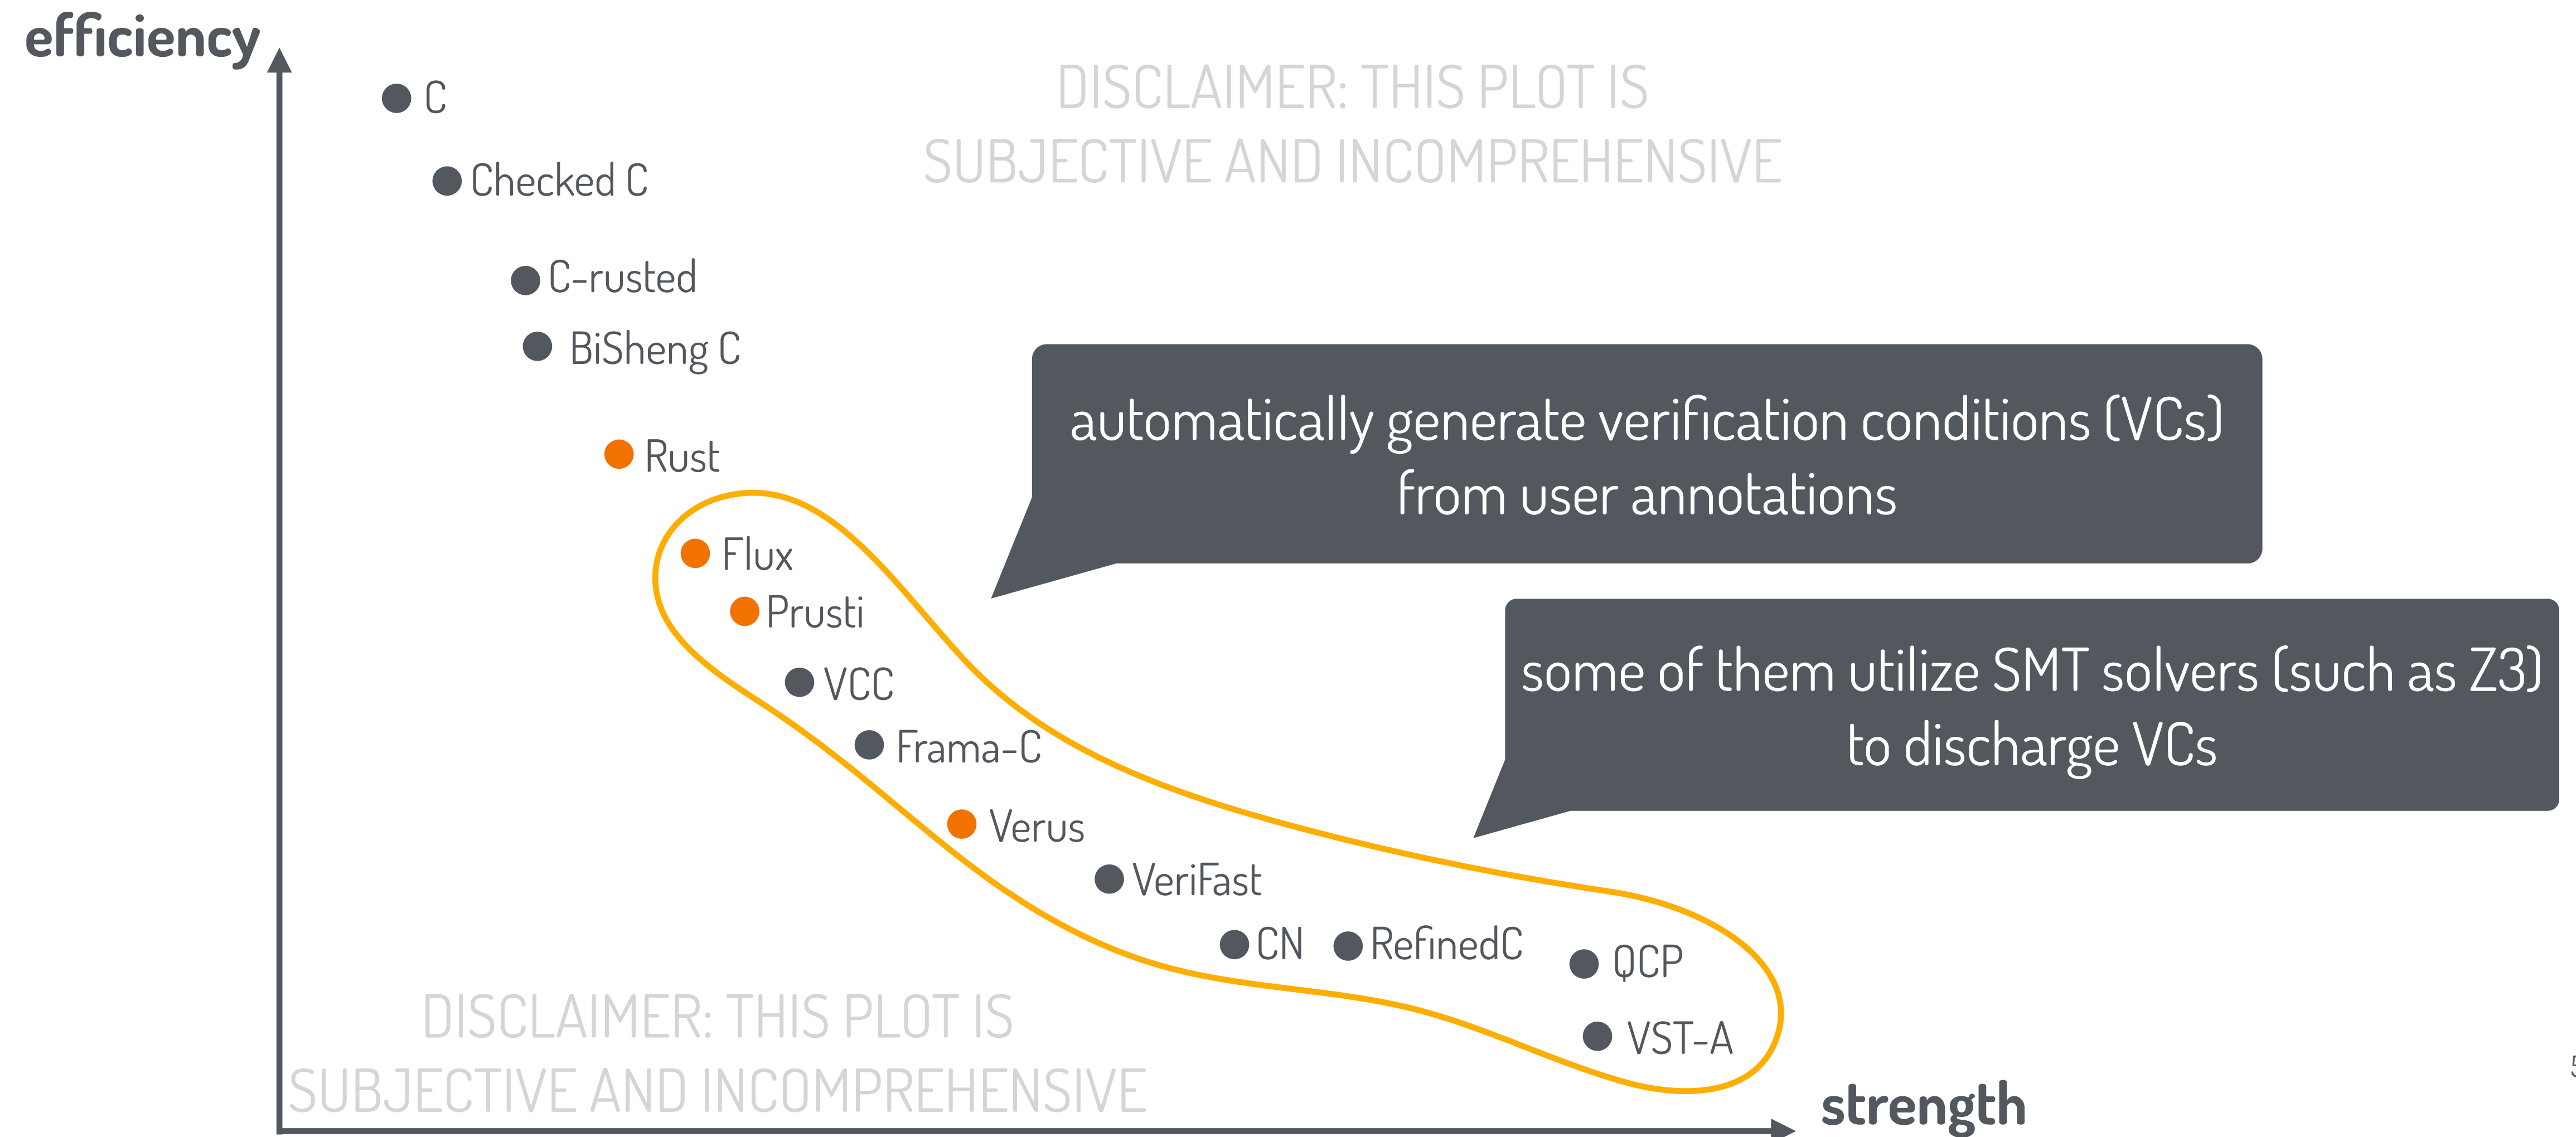 efficiency
DISCLAIMER: THIS PLOT IS
SUBJECTIVE AND INCOMPREHENSIVE
C
Checked C
C-rusted
BiSheng C
Rust
automatically generate verification conditions (VCs)
from user annotations
Flux
Prusti
VCC
Frama-C
Verus
VeriFast
CN
RefinedC
QCP
VST-A
some of them utilize SMT solvers (such as Z3)
to discharge VCs
DISCLAIMER: THIS PLOT IS
SUBJECTIVE AND INCOMPREHENSIVE
strength